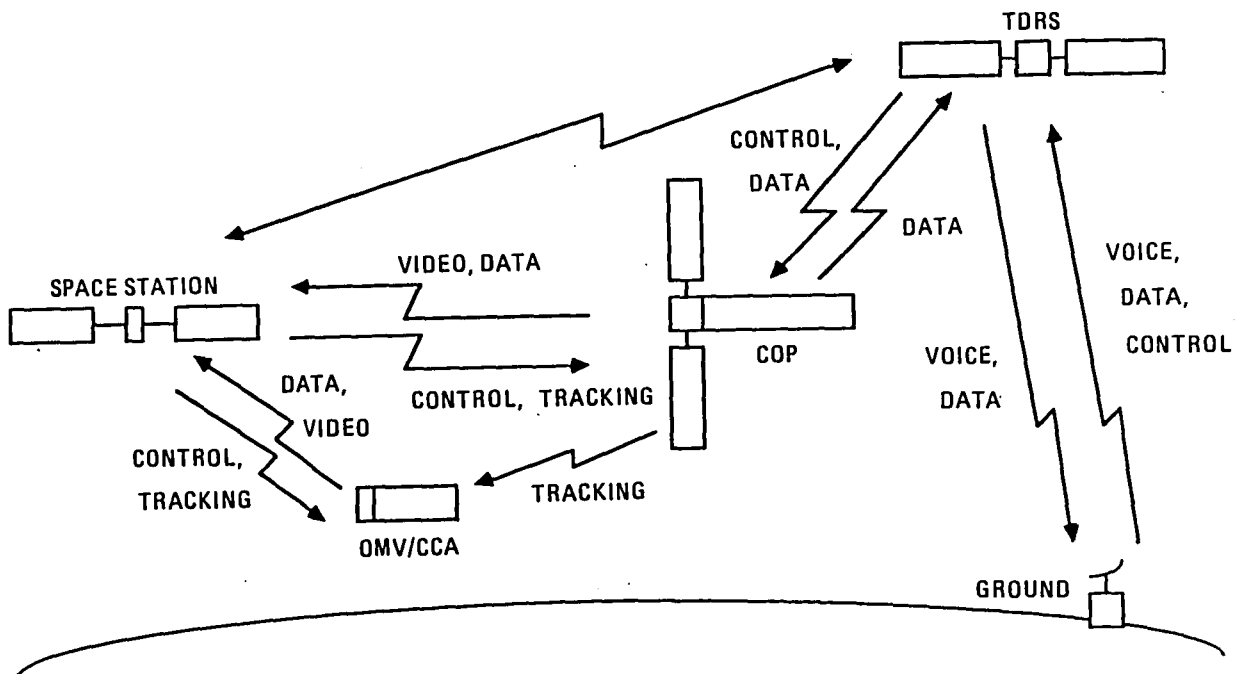 TDRS
CONTROL,
DATA
DATA
VIDEO, DATA
SPACE STATION
VOICE,
DATA,
CONTROL
COP
VOICE,
DATA
DATA,
VIDEO
CONTROL, TRACKING
CONTROL,
TRACKING
TRACKING
OMV/CCA
GROUND